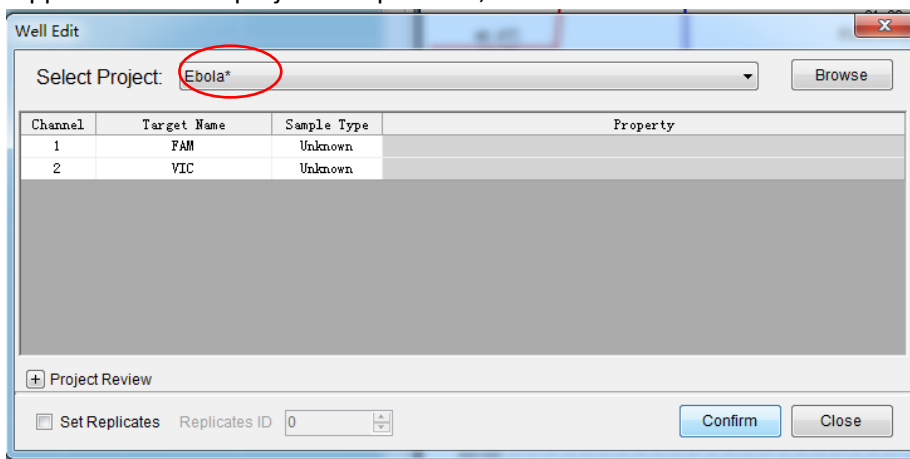 Well Edit
Select Project: Ebola* Browse
Channel Target Name Sample Type Property
1 FAM Unknown
2 VIC Unknown
+ Project Review
Set Replicates Replicates ID 0 Confirm Close